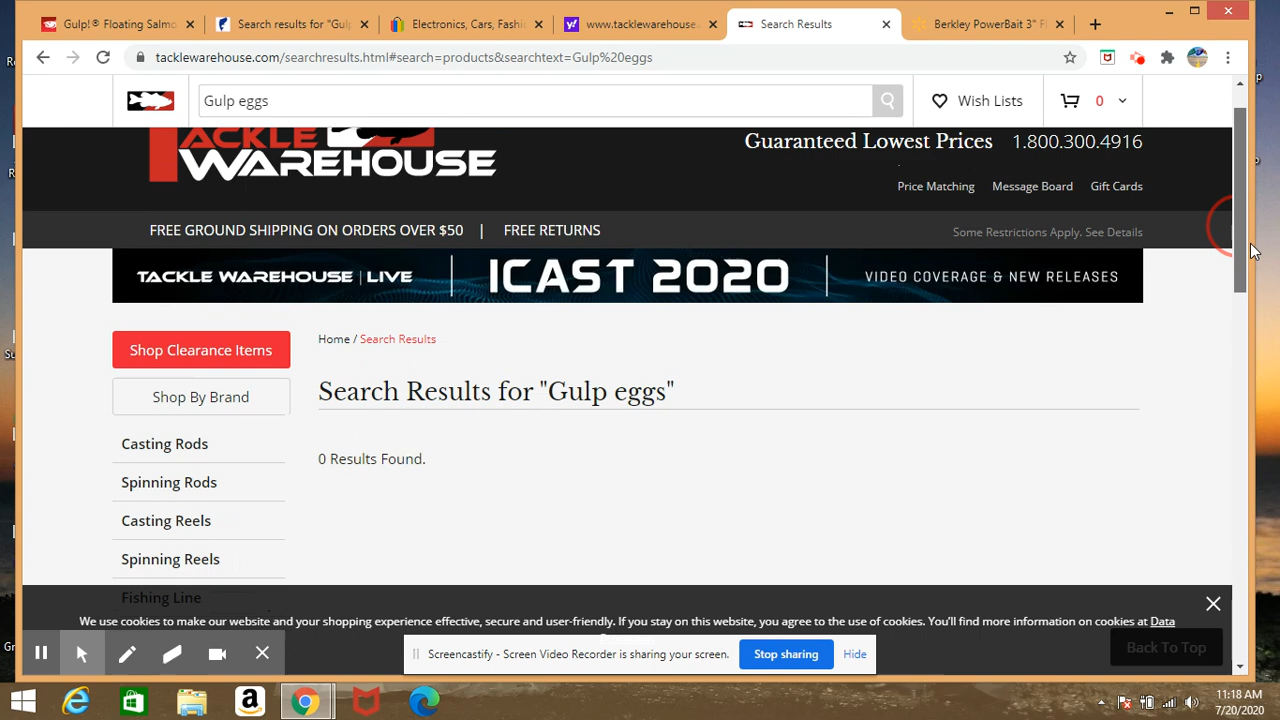 Gulp! ® Floating Salmo
Search results for "Gulp
Electronics, Cars, Fashi
www.tacklewarehouse.
Search Results
Berkley PowerBait 3" F
tacklewarehouse.com/searchresults.html#search=products&searchtext=Gulp%20eggs
Gulp eggs
Wish Lists
0
TACKLE
WAREHOUSE
Guaranteed Lowest Prices 1.800.300.4916
Price Matching Message Board Gift Cards
FREE GROUND SHIPPING ON ORDERS OVER $50 | FREE RETURNS
Some Restrictions Apply. See Details
TACKLE WAREHOUSE | LIVE ICAST 2020 VIDEO COVERAGE & NEW RELEASES
Shop Clearance Items
Home / Search Results
Shop By Brand
Search Results for "Gulp eggs"
Casting Rods
0 Results Found.
Spinning Rods
Casting Reels
Spinning Reels
Fishing Line
We use cookies to make our website and your shopping experience effective, secure and user-friendly. If you stay on this website, you agree to the use of cookies. You'll find more information on cookies at Data
Back To Top
Screencastify - Screen Video Recorder is sharing your screen.
Stop sharing
Hide
11:18 AM
7/20/2020